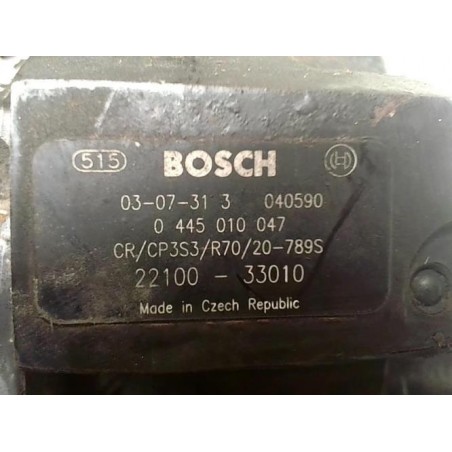 515 BOSCH
03-07-31 3 040590
0 445 010 047
CR/CP3S3/R70/20-789S
22100 - 33010
Made in Czech Republic